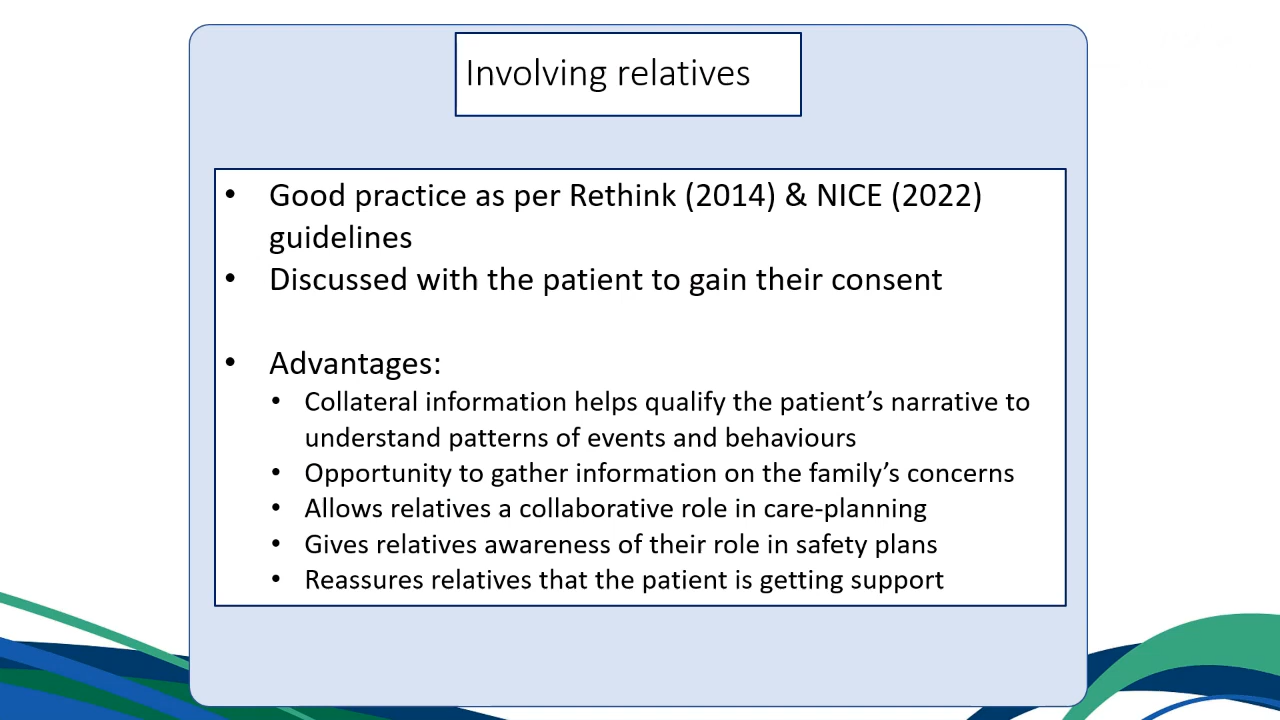 Involving relatives
• Good practice as per Rethink (2014) & NICE (2022)
guidelines
• Discussed with the patient to gain their consent
• Advantages:
• Collateral information helps qualify the patient’s narrative to
understand patterns of events and behaviours
• Opportunity to gather information on the family’s concerns
• Allows relatives a collaborative role in care-planning
• Gives relatives awareness of their role in safety plans
• Reassures relatives that the patient is getting support